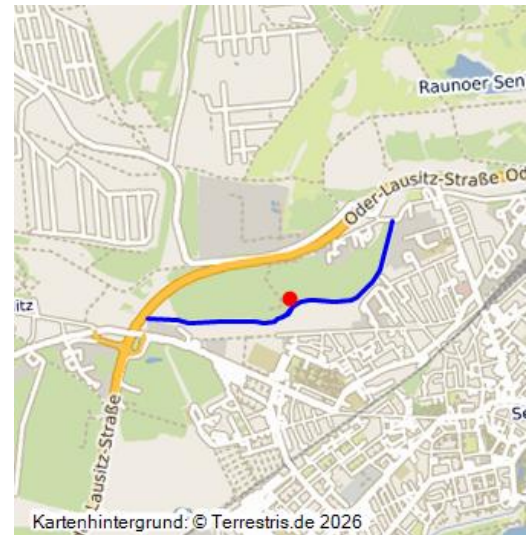 Raunoer Sen
Oder-Lausitz-Straße Od
itz
Lausitz-Straße
Se
Kartenhintergrund: © Terrestris.de 2026